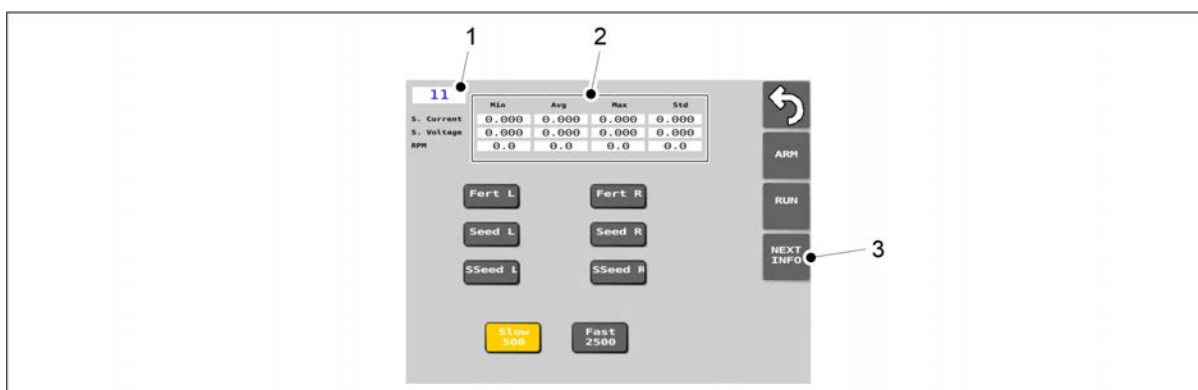 1 2
11
Min Avg Max Std
S. Current 0.000 0.000 0.000 0.000
S. Voltage 0.000 0.000 0.000 0.000
RPM 0.0 0.0 0.0 0.0
ARM
Fert L Fert R
RUN
Seed L Seed R
NEXT
INFO
3
SSeed L SSeed R
Slow
500
Fast
2500